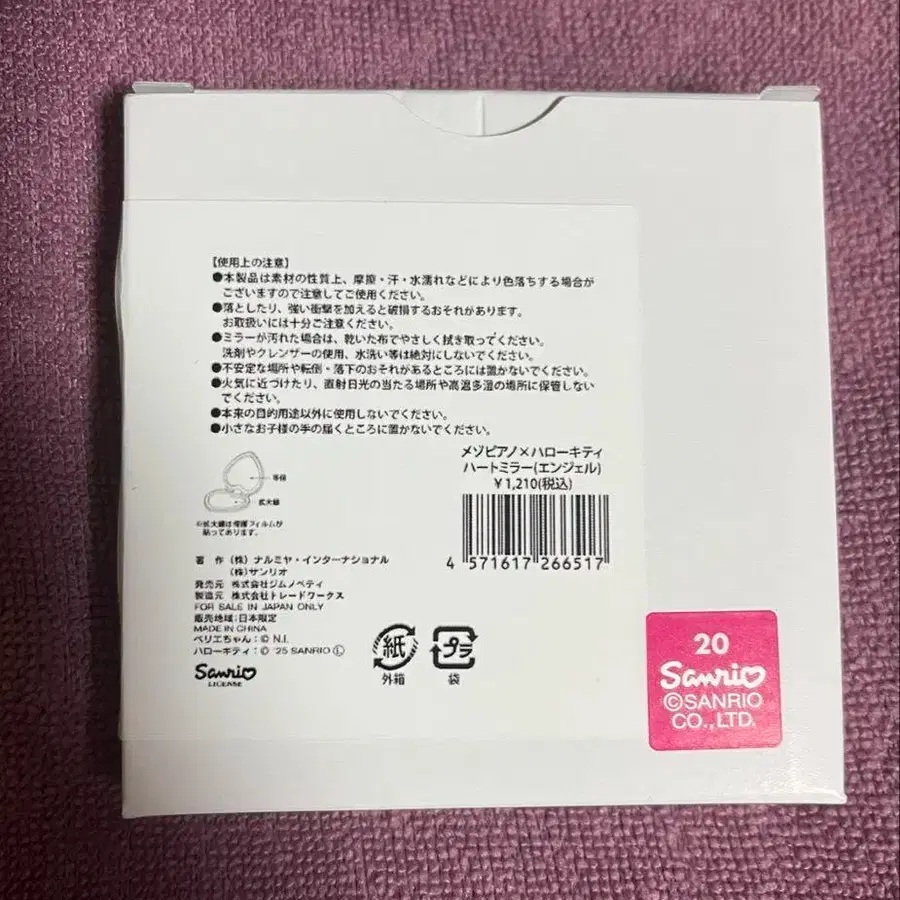 【使用上の注意】
●本製品は素材の性質上、摩擦・汗・水濡れなどにより色落ちする場合が
ございますので注意してご使用ください。
●落としたり、強い衝撃を加えると破損するおそれがあります。
お取扱いには十分ご注意ください。
●ミラーが汚れた場合は、乾いた布でやさしく拭き取ってください。
洗剤やクレンザーの使用、水洗い等は絶対にしないでください。
●不安定な場所や転倒・落下のおそれがあるところには置かないでください。
●火気に近づけたり、直射日光の当たる場所や高温多湿の場所に保管しない
でください。
●本来の目的用途以外に使用しないでください。
●小さなお子様の手の届くところに置かないでください。
メゾピアノ×ハローキティ
ハートミラー(エンジェル)
￥1,210(税込)
4 571617 266517
等倍
拡大鏡
※拡大鏡は保護フィルムが
貼ってあります。
著 作 (株) ナルミヤ・インターナショナル
(株)サンリオ
発売元 株式会社ジムノペティ
製造元 株式会社トレードワークス
FOR SALE IN JAPAN ONLY
販売地域:日本限定
MADE IN CHINA
ベリエちゃん:© N.I.
ハローキティ:© '25 SANRIO Ⓛ
Sanrio
LICENSE
紙
外箱
プラ
袋
20
Sanrio
©SANRIO
CO.,LTD.